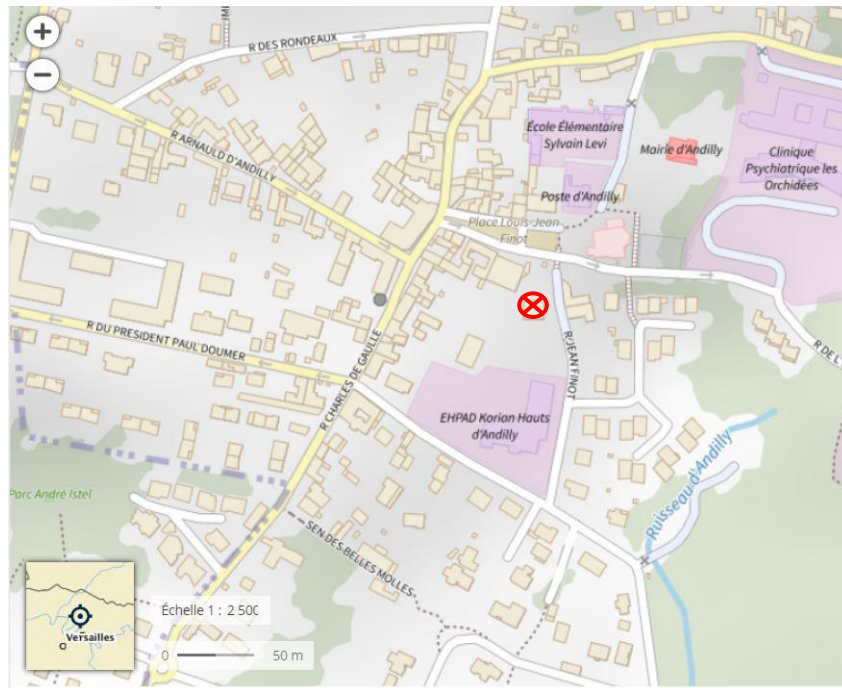 +
−
R DES RONDEAUX
IMP
R ARNAULD D'ANDILLY
École Élémentaire
Sylvain Levi
Mairie d'Andilly
Clinique
Psychiatrique les
Orchidées
Poste d'Andilly
Place Louis-Jean
Finot
R DU PRESIDENT PAUL DOUMER
R CHARLES DE GAULLE
R JEAN FINOT
R DE L
EHPAD Korian Hauts
d'Andilly
Ruisseau d'Andilly
Parc André Istel
SEN DES BELLES MOLLES
Versailles
Échelle 1 : 2 500
0
50 m